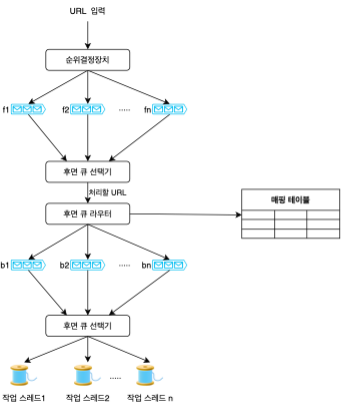 URL 입력
순위결정장치
f1
f2
.....
fn
후면 큐 선택기
처리할 URL
후면 큐 라우터
매핑 테이블
b1
b2
.....
bn
후면 큐 선택기
.....
작업 스레드1
작업 스레드2
작업 스레드 n